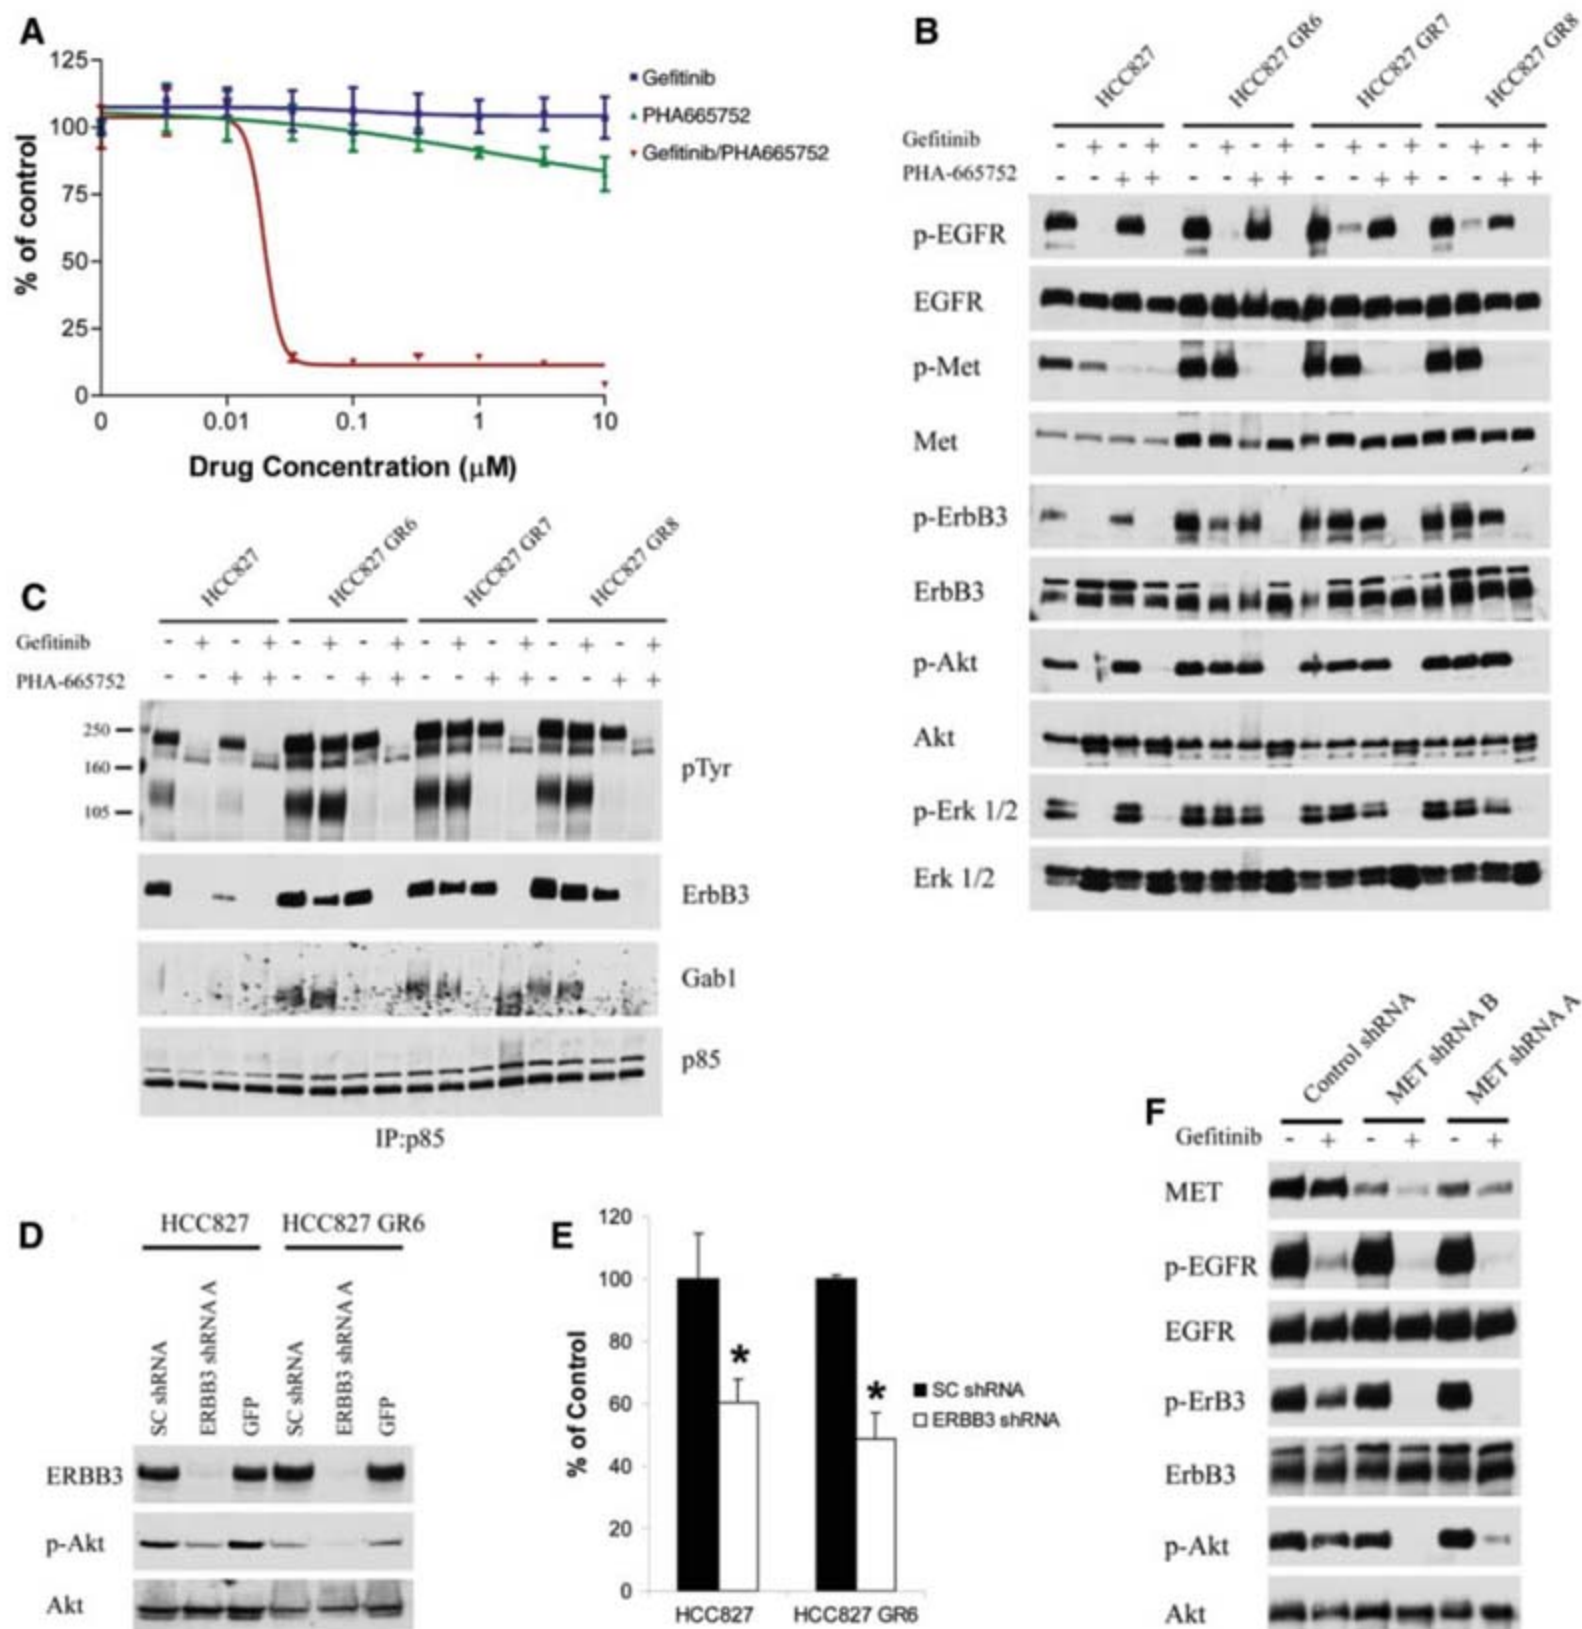 A
125
100
75
50
25
0
0 0.01 0.1 1 10
% of control
Drug Concentration (μM)
Gefitinib
PHA665752
Gefitinib/PHA665752
B
HCC827 HCC827 GR6 HCC827 GR7 HCC827 GR8
Gefitinib - + - + - + - + - + - + - + - +
PHA-665752 - - + + - - + + - - + + - - + +
p-EGFR
EGFR
p-Met
Met
p-ErbB3
ErbB3
p-Akt
Akt
p-Erk 1/2
Erk 1/2
C
HCC827 HCC827 GR6 HCC827 GR7 HCC827 GR8
Gefitinib - + - + - + - + - + - + - + - +
PHA-665752 - - + + - - + + - - + + - - + +
250
160
105
pTyr
ErbB3
Gab1
p85
IP:p85
D
HCC827 HCC827 GR6
SC shRNA ERBB3 shRNA A GFP SC shRNA ERBB3 shRNA A GFP
ERBB3
p-Akt
Akt
E
120
100
80
60
40
20
0
% of Control
* *
SC shRNA
ERBB3 shRNA
HCC827 HCC827 GR6
F
Control shRNA MET shRNA B MET shRNA A
Gefitinib - + - + - +
MET
p-EGFR
EGFR
p-ErB3
ErbB3
p-Akt
Akt